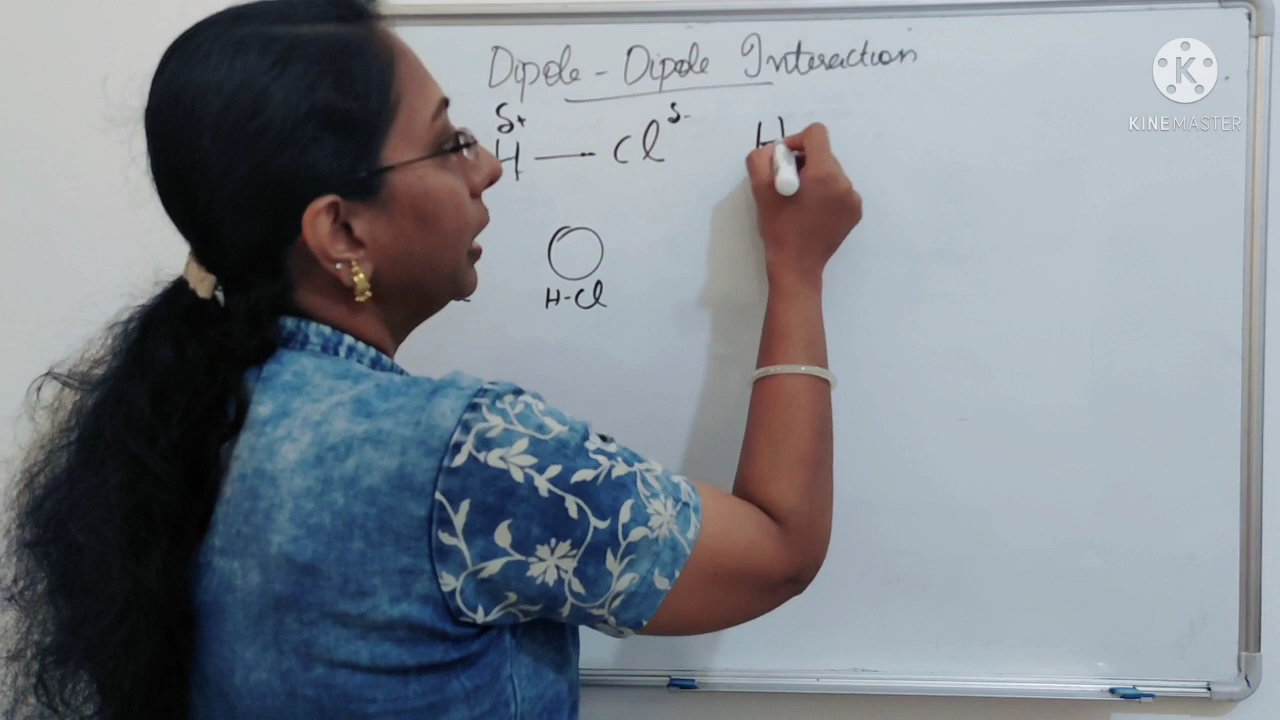 Dipole - Dipole Interaction
δ+ δ-
H — Cl H
H-Cl
K
KINEMASTER